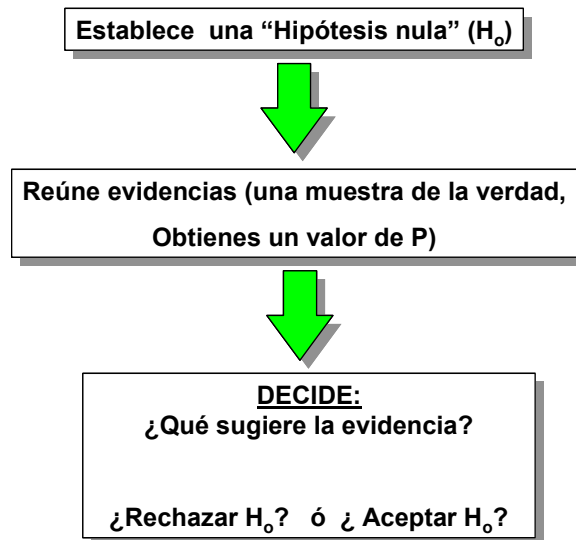 Establece una “Hipótesis nula” (Ho)
Reúne evidencias (una muestra de la verdad,
Obtienes un valor de P)
DECIDE:
¿Qué sugiere la evidencia?
¿Rechazar Ho? ó ¿ Aceptar Ho?